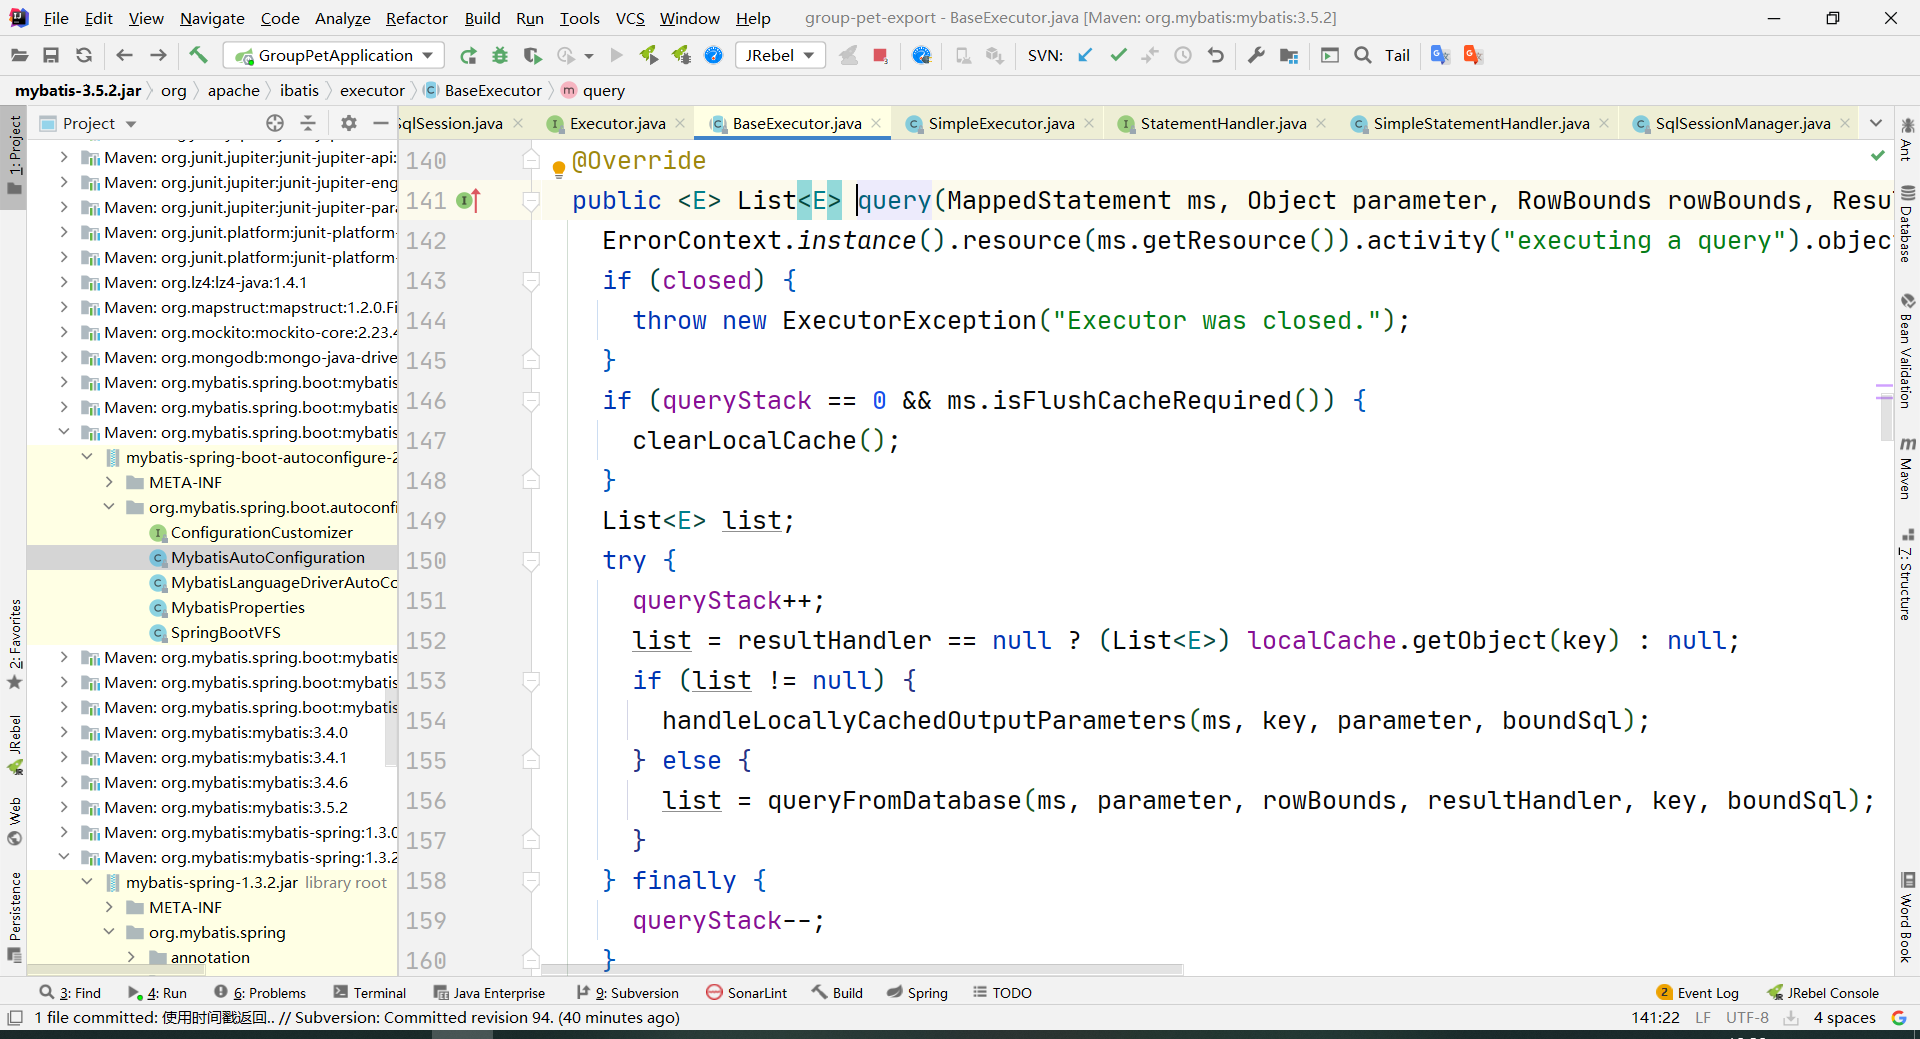 File Edit View Navigate Code Analyze Refactor Build Run Tools VCS Window Help group-pet-export - BaseExecutor.java [Maven: org.mybatis:mybatis:3.5.2]
GroupPetApplication JRebel SVN: Tail
mybatis-3.5.2.jar org apache ibatis executor BaseExecutor query
Project
SqlSession.java Executor.java BaseExecutor.java SimpleExecutor.java StatementHandler.java SimpleStatementHandler.java SqlSessionManager.java
1: Project
2: Favorites
JRebel
Web
Persistence
Maven: org.junit.jupiter:junit-jupiter-api:
Maven: org.junit.jupiter:junit-jupiter-eng
Maven: org.junit.jupiter:junit-jupiter-par
Maven: org.junit.platform:junit-platform-
Maven: org.junit.platform:junit-platform-
Maven: org.lz4:lz4-java:1.4.1
Maven: org.mapstruct:mapstruct:1.2.0.Fi
Maven: org.mockito:mockito-core:2.23.4
Maven: org.mongodb:mongo-java-drive
Maven: org.mybatis.spring.boot:mybatis
Maven: org.mybatis.spring.boot:mybatis
Maven: org.mybatis.spring.boot:mybatis
mybatis-spring-boot-autoconfigure-2
META-INF
org.mybatis.spring.boot.autoconfi
ConfigurationCustomizer
MybatisAutoConfiguration
MybatisLanguageDriverAutoCo
MybatisProperties
SpringBootVFS
Maven: org.mybatis.spring.boot:mybatis
Maven: org.mybatis.spring.boot:mybatis
Maven: org.mybatis.spring.boot:mybatis
Maven: org.mybatis:mybatis:3.4.0
Maven: org.mybatis:mybatis:3.4.1
Maven: org.mybatis:mybatis:3.4.6
Maven: org.mybatis:mybatis:3.5.2
Maven: org.mybatis:mybatis-spring:1.3.0
Maven: org.mybatis:mybatis-spring:1.3.2
mybatis-spring-1.3.2.jar library root
META-INF
org.mybatis.spring
annotation
140 @Override
141 public <E> List<E> query(MappedStatement ms, Object parameter, RowBounds rowBounds, Resu
142 ErrorContext.instance().resource(ms.getResource()).activity("executing a query").objec
143 if (closed) {
144 throw new ExecutorException("Executor was closed.");
145 }
146 if (queryStack == 0 && ms.isFlushCacheRequired()) {
147 clearLocalCache();
148 }
149 List<E> list;
150 try {
151 queryStack++;
152 list = resultHandler == null ? (List<E>) localCache.getObject(key) : null;
153 if (list != null) {
154 handleLocallyCachedOutputParameters(ms, key, parameter, boundSql);
155 } else {
156 list = queryFromDatabase(ms, parameter, rowBounds, resultHandler, key, boundSql);
157 }
158 } finally {
159 queryStack--;
160 }
Ant
Database
Bean Validation
Maven
7: Structure
Word Book
3: Find 4: Run 6: Problems Terminal Java Enterprise 9: Subversion SonarLint Build Spring TODO 2 Event Log JRebel Console
1 file committed: 使用时间戳返回.. // Subversion: Committed revision 94. (40 minutes ago) 141:22 LF UTF-8 4 spaces